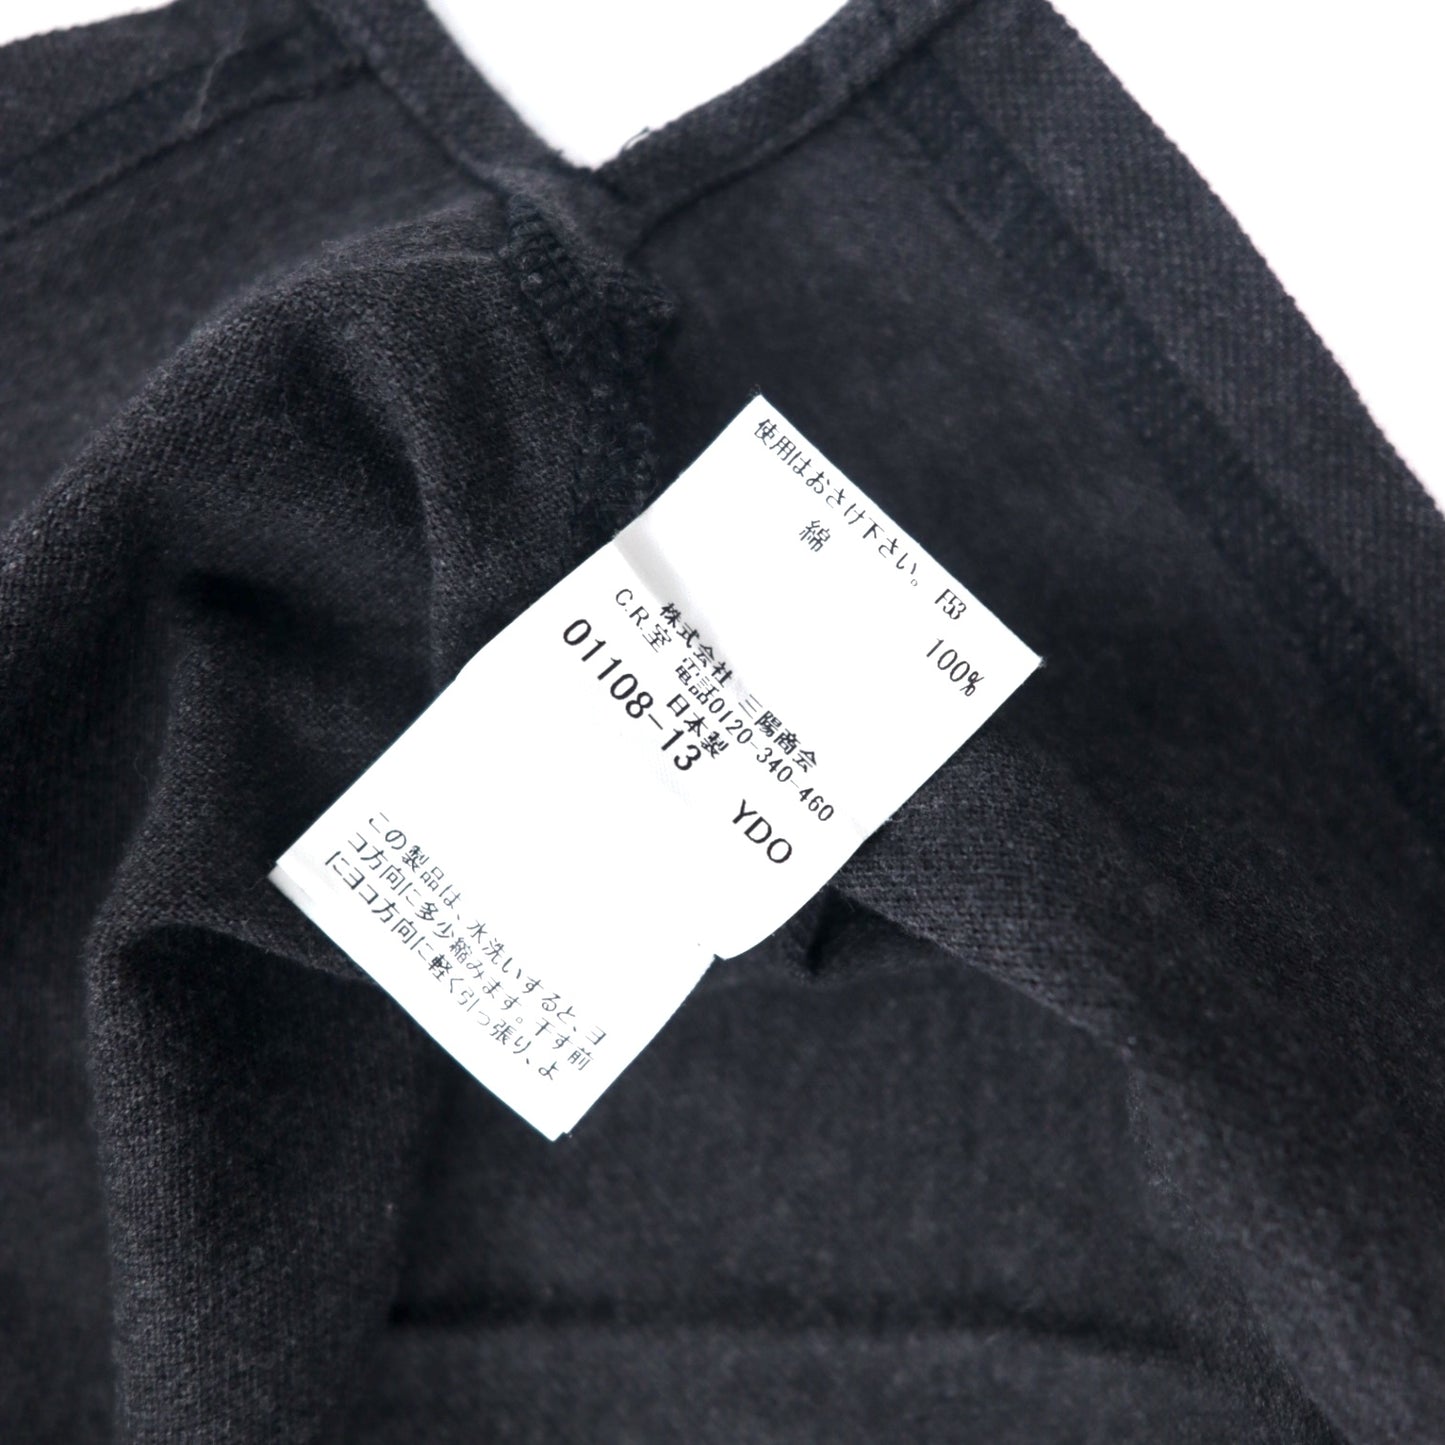 使用はおさけ下さい。 F53
綿 100%
株式会社 三陽商会
C.R.室 電話0120-340-460
日本製
01108-13 YDO
この製品は、水洗いすると、ヨ
コ方向に多少縮みます。干す前
にヨコ方向に軽く引っ張り、よ